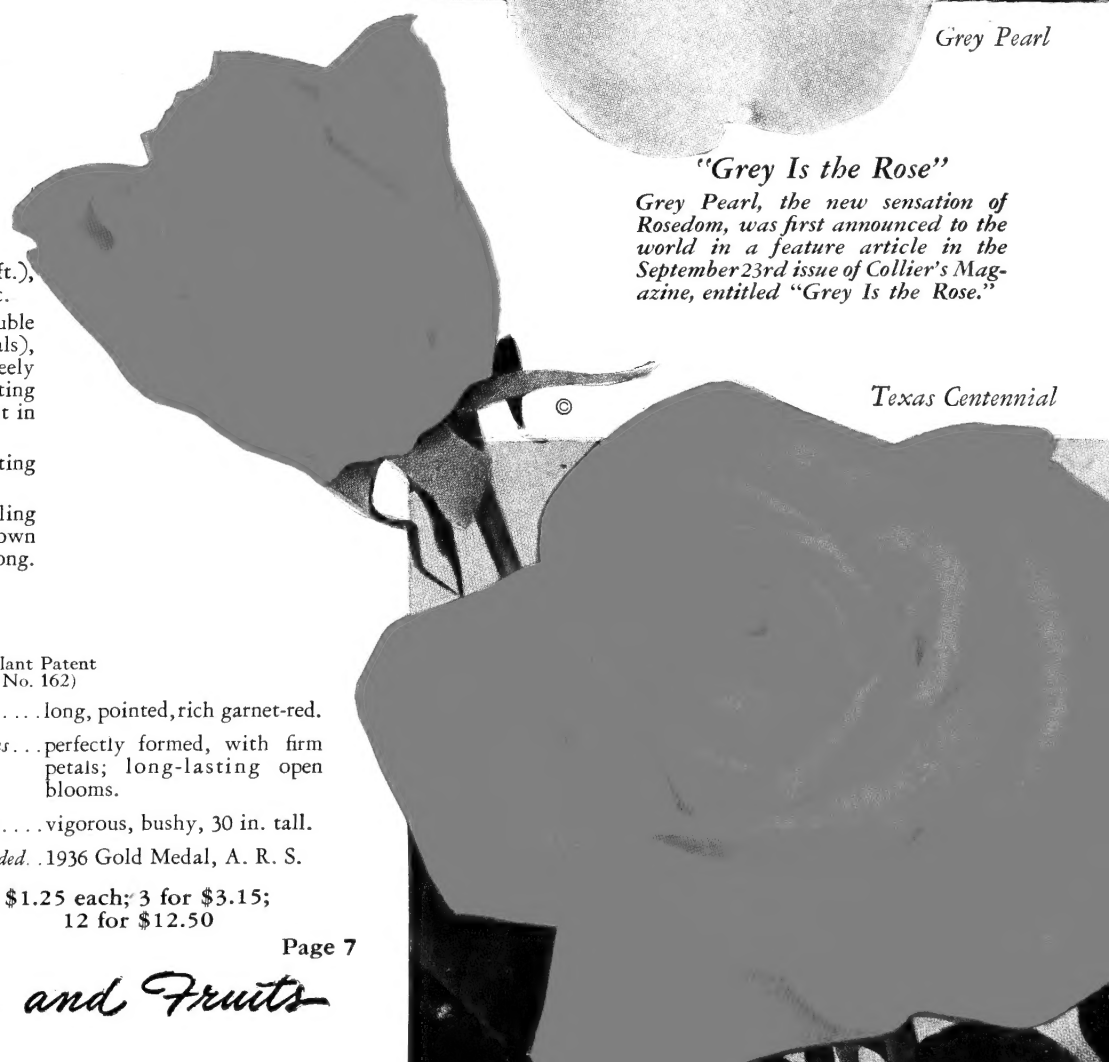 Grey Pearl
"Grey Is the Rose"
Grey Pearl, the new sensation of
Rosedom, was first announced to the
world in a feature article in the
September 23rd issue of Collier's Mag-
azine, entitled "Grey Is the Rose."
Texas Centennial
©
ft.),
t in
Plant Patent
No. 162)
....long, pointed, rich garnet-red.
...perfectly formed, with firm
petals; long-lasting open
blooms.
....vigorous, bushy, 30 in. tall.
..1936 Gold Medal, A. R. S.
$1.25 each; 3 for $3.15;
12 for $12.50
Page 7
and Fruits